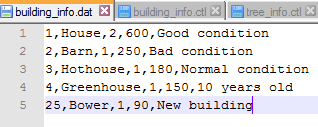 building_info.dat building_info.ctl tree_info.ctl
1 1,House,2,600,Good condition
2 2,Barn,1,250,Bad condition
3 3,Hothouse,1,180,Normal condition
4 4,Greenhouse,1,150,10 years old
5 25,Bower,1,90,New building